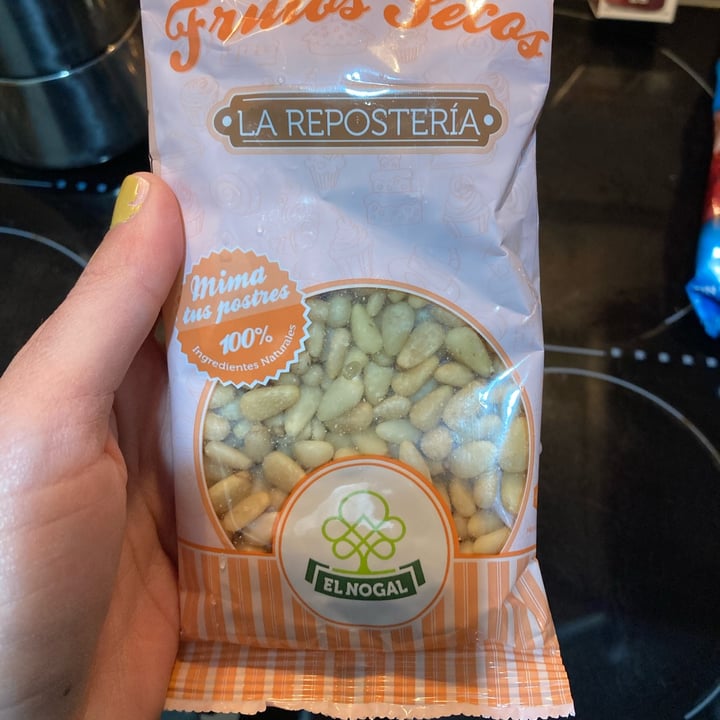 Frutos Secos
LA REPOSTERÍA
Mima
tus postres
100%
Ingredientes Naturales
EL NOGAL